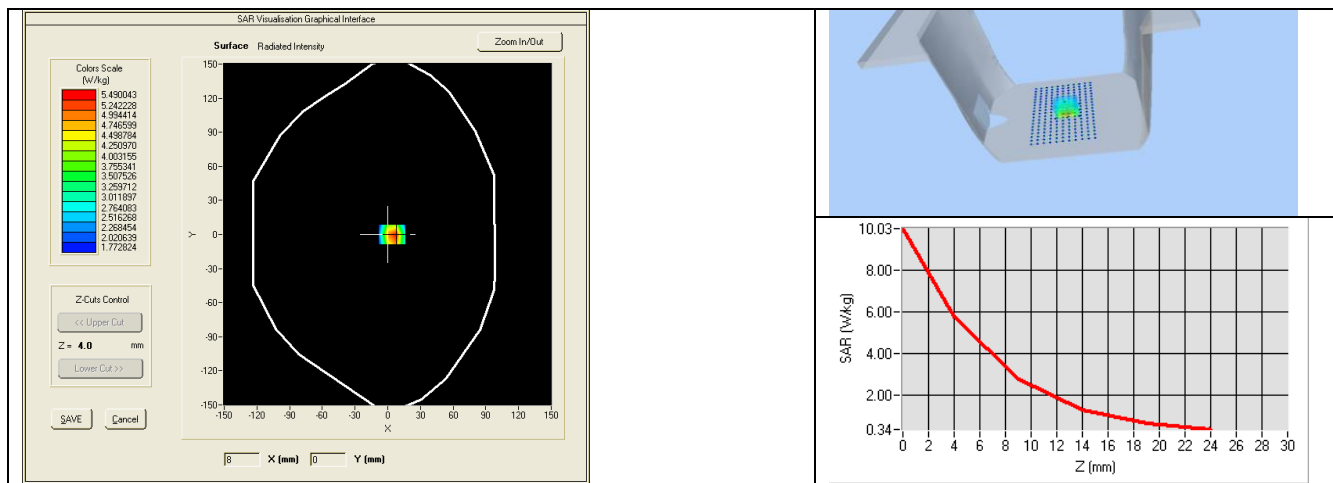 SAR Visualisation Graphical Interface
Surface Radiated Intensity
Zoom In/Out
Colors Scale
(W/kg)
5.490043
5.242228
4.994414
4.746599
4.498784
4.250970
4.003155
3.755341
3.507526
3.259712
3.011897
2.764083
2.516268
2.268454
2.020639
1.772824
Z-Cuts Control
<< Upper Cut
Z = 4.0 mm
Lower Cut >>
SAVE Cancel
150-
120-
90-
60-
30-
0-
-30-
-60-
-90-
-120-
-150-
Y
-150 -120 -90 -60 -30 0 30 60 90 120 150
X
8 X (mm) 0 Y (mm)
10.03-
8.00-
6.00-
4.00-
2.00-
0.34-
SAR (W/kg)
0 2 4 6 8 10 12 14 16 18 20 22 24 26 28 30
Z (mm)